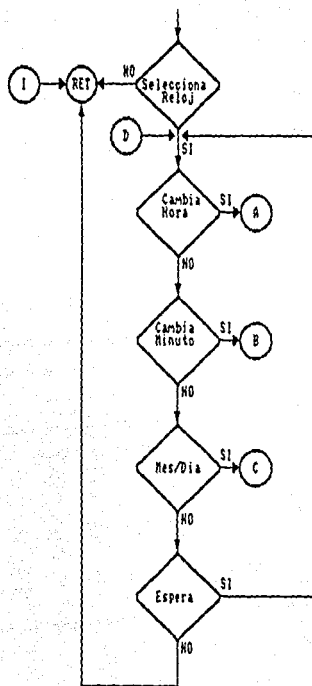 NO
I
RET
Selecciona
Reloj
D
SI
Cambia
Hora
SI
A
NO
Cambia
Minuto
SI
B
NO
Mes/Dia
SI
C
NO
Espera
SI
NO